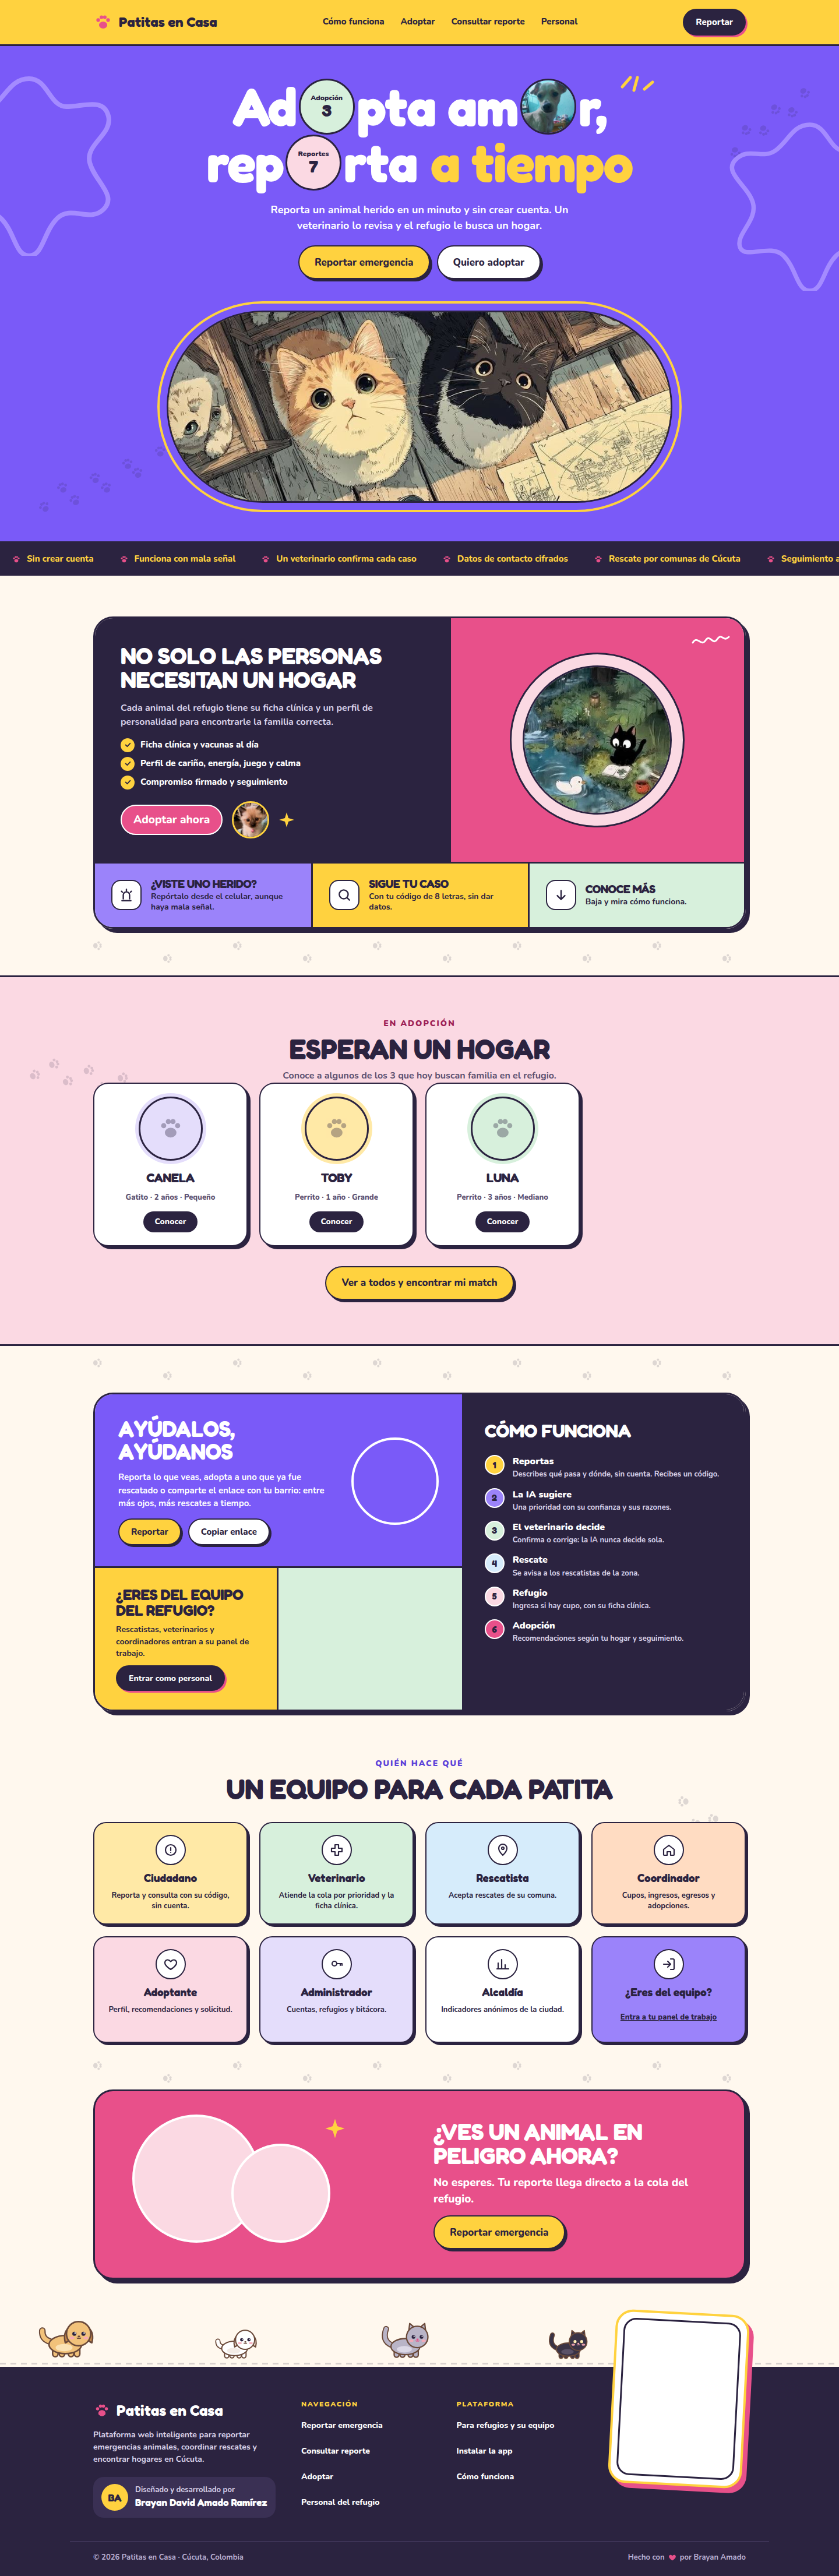 Patitas en Casa
Cómo funciona
Adoptar
Consultar reporte
Personal
Reportar
Adopta amor,
Adopción
3
reporta a tiempo
Reportes
7
Reporta un animal herido en un minuto y sin crear cuenta. Un
veterinario lo revisa y el refugio le busca un hogar.
Reportar emergencia
Quiero adoptar
Sin crear cuenta
Funciona con mala señal
Un veterinario confirma cada caso
Datos de contacto cifrados
Rescate por comunas de Cúcuta
Seguimiento a
NO SOLO LAS PERSONAS
NECESITAN UN HOGAR
Cada animal del refugio tiene su ficha clínica y un perfil de
personalidad para encontrarle la familia correcta.
Ficha clínica y vacunas al día
Perfil de cariño, energía, juego y calma
Compromiso firmado y seguimiento
Adoptar ahora
¿VISTE UNO HERIDO?
Repórtalo desde el celular, aunque
haya mala señal.
SIGUE TU CASO
Con tu código de 8 letras, sin dar
datos.
CONOCE MÁS
Baja y mira cómo funciona.
EN ADOPCIÓN
ESPERAN UN HOGAR
Conoce a algunos de los 3 que hoy buscan familia en el refugio.
CANELA
Gatito · 2 años · Pequeño
Conocer
TOBY
Perrito · 1 año · Grande
Conocer
LUNA
Perrito · 3 años · Mediano
Conocer
Ver a todos y encontrar mi match
AYÚDALOS,
AYÚDANOS
Reporta lo que veas, adopta a uno que ya fue
rescatado o comparte el enlace con tu barrio: entre
más ojos, más rescates a tiempo.
Reportar
Copiar enlace
¿ERES DEL EQUIPO
DEL REFUGIO?
Rescatistas, veterinarios y
coordinadores entran a su panel de
trabajo.
Entrar como personal
CÓMO FUNCIONA
1
Reportas
Describes qué pasa y dónde, sin cuenta. Recibes un código.
2
La IA sugiere
Una prioridad con su confianza y sus razones.
3
El veterinario decide
Confirma o corrige: la IA nunca decide sola.
4
Rescate
Se avisa a los rescatistas de la zona.
5
Refugio
Ingresa si hay cupo, con su ficha clínica.
6
Adopción
Recomendaciones según tu hogar y seguimiento.
QUIÉN HACE QUÉ
UN EQUIPO PARA CADA PATITA
Ciudadano
Reporta y consulta con su código,
sin cuenta.
Veterinario
Atiende la cola por prioridad y la
ficha clínica.
Rescatista
Acepta rescates de su comuna.
Coordinador
Cupos, ingresos, egresos y
adopciones.
Adoptante
Perfil, recomendaciones y solicitud.
Administrador
Cuentas, refugios y bitácora.
Alcaldía
Indicadores anónimos de la ciudad.
¿Eres del equipo?
Entra a tu panel de trabajo
¿VES UN ANIMAL EN
PELIGRO AHORA?
No esperes. Tu reporte llega directo a la cola del
refugio.
Reportar emergencia
Patitas en Casa
Plataforma web inteligente para reportar
emergencias animales, coordinar rescates y
encontrar hogares en Cúcuta.
BA
Diseñado y desarrollado por
Brayan David Amado Ramírez
NAVEGACIÓN
Reportar emergencia
Consultar reporte
Adoptar
Personal del refugio
PLATAFORMA
Para refugios y su equipo
Instalar la app
Cómo funciona
© 2026 Patitas en Casa · Cúcuta, Colombia
Hecho con por Brayan Amado